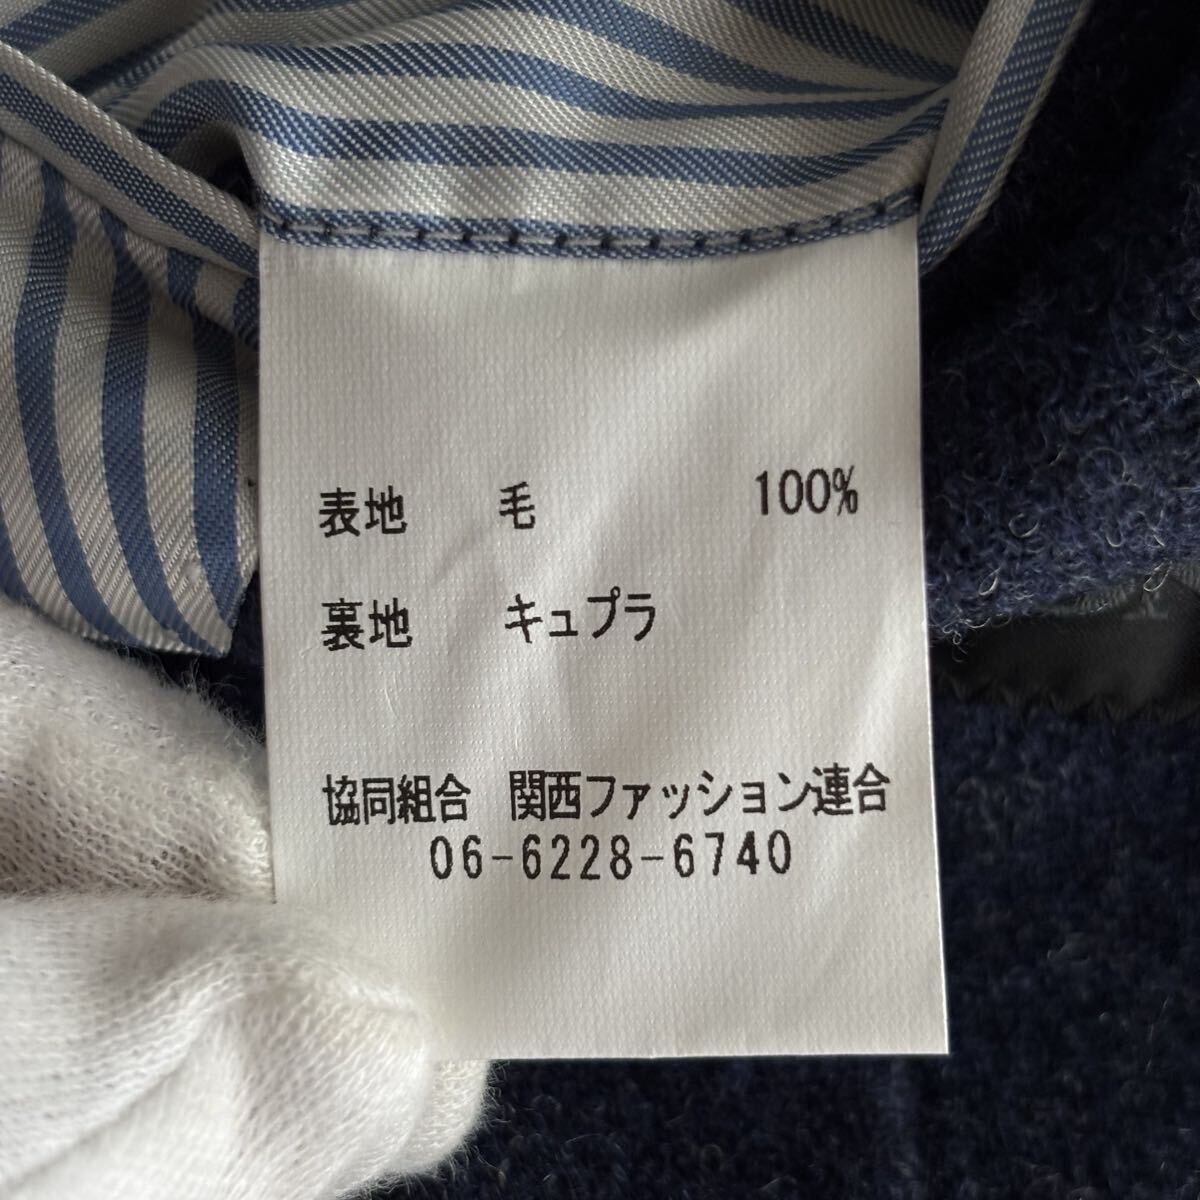 表地 毛 100%
裏地 キュプラ
協同組合 関西ファッション連合
06-6228-6740